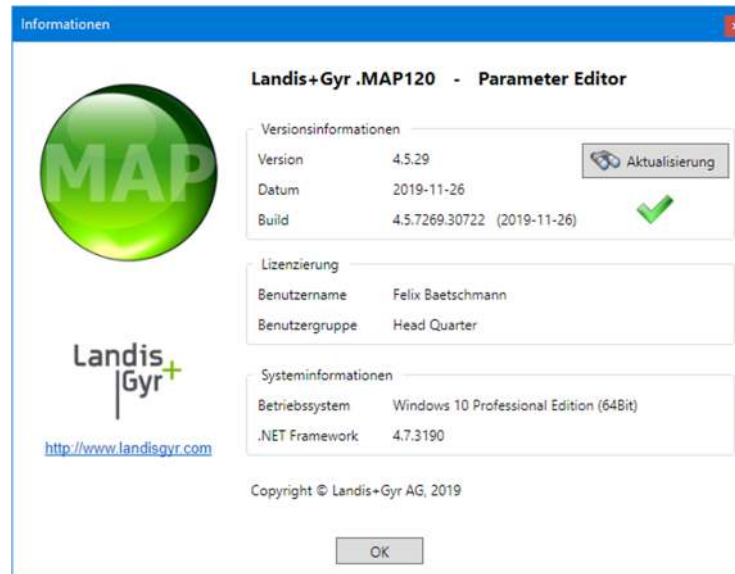 Informationen
Landis+Gyr .MAP120 - Parameter Editor
MAP
Versionsinformationen
Version 4.5.29
Aktualisierung
Datum 2019-11-26
Build 4.5.7269.30722 (2019-11-26)
Lizenzierung
Benutzername Felix Baetschmann
Benutzergruppe Head Quarter
Landis+
Gyr
http://www.landisgyr.com
Systeminformationen
Betriebssystem Windows 10 Professional Edition (64Bit)
.NET Framework 4.7.3190
Copyright © Landis+Gyr AG, 2019
OK